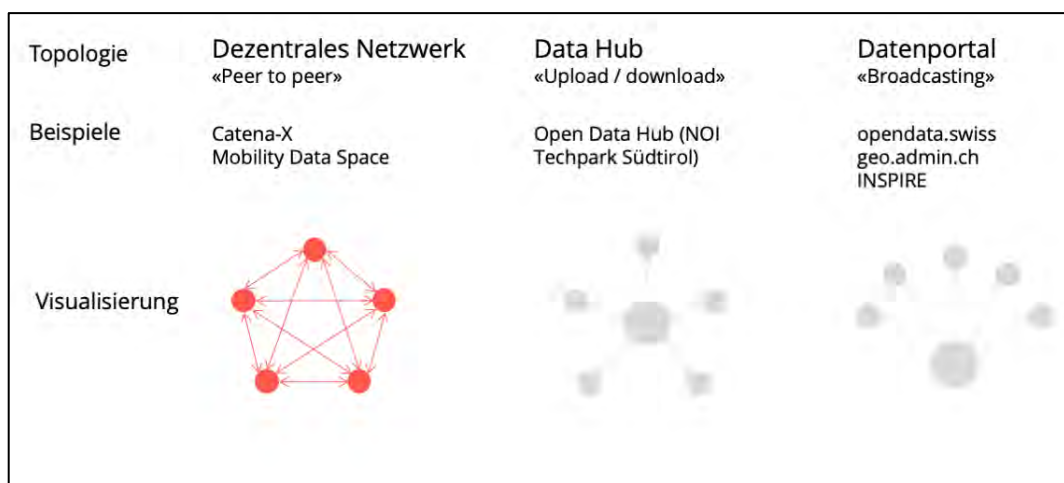 Topologie
Dezentrales Netzwerk
«Peer to peer»
Data Hub
«Upload / download»
Datenportal
«Broadcasting»
Beispiele
Catena-X
Mobility Data Space
Open Data Hub (NOI
Techpark Südtirol)
opendata.swiss
geo.admin.ch
INSPIRE
Visualisierung